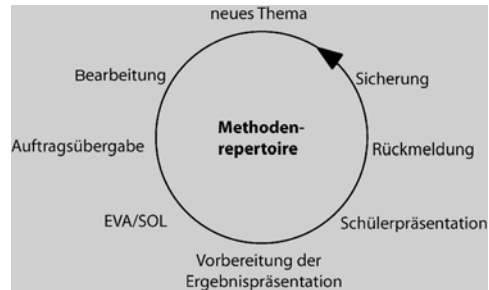 neues Thema
Bearbeitung
Sicherung
Methoden-
repertoire
Auftragsübergabe
Rückmeldung
EVA/SOL
Schülerpräsentation
Vorbereitung der
Ergebnispräsentation